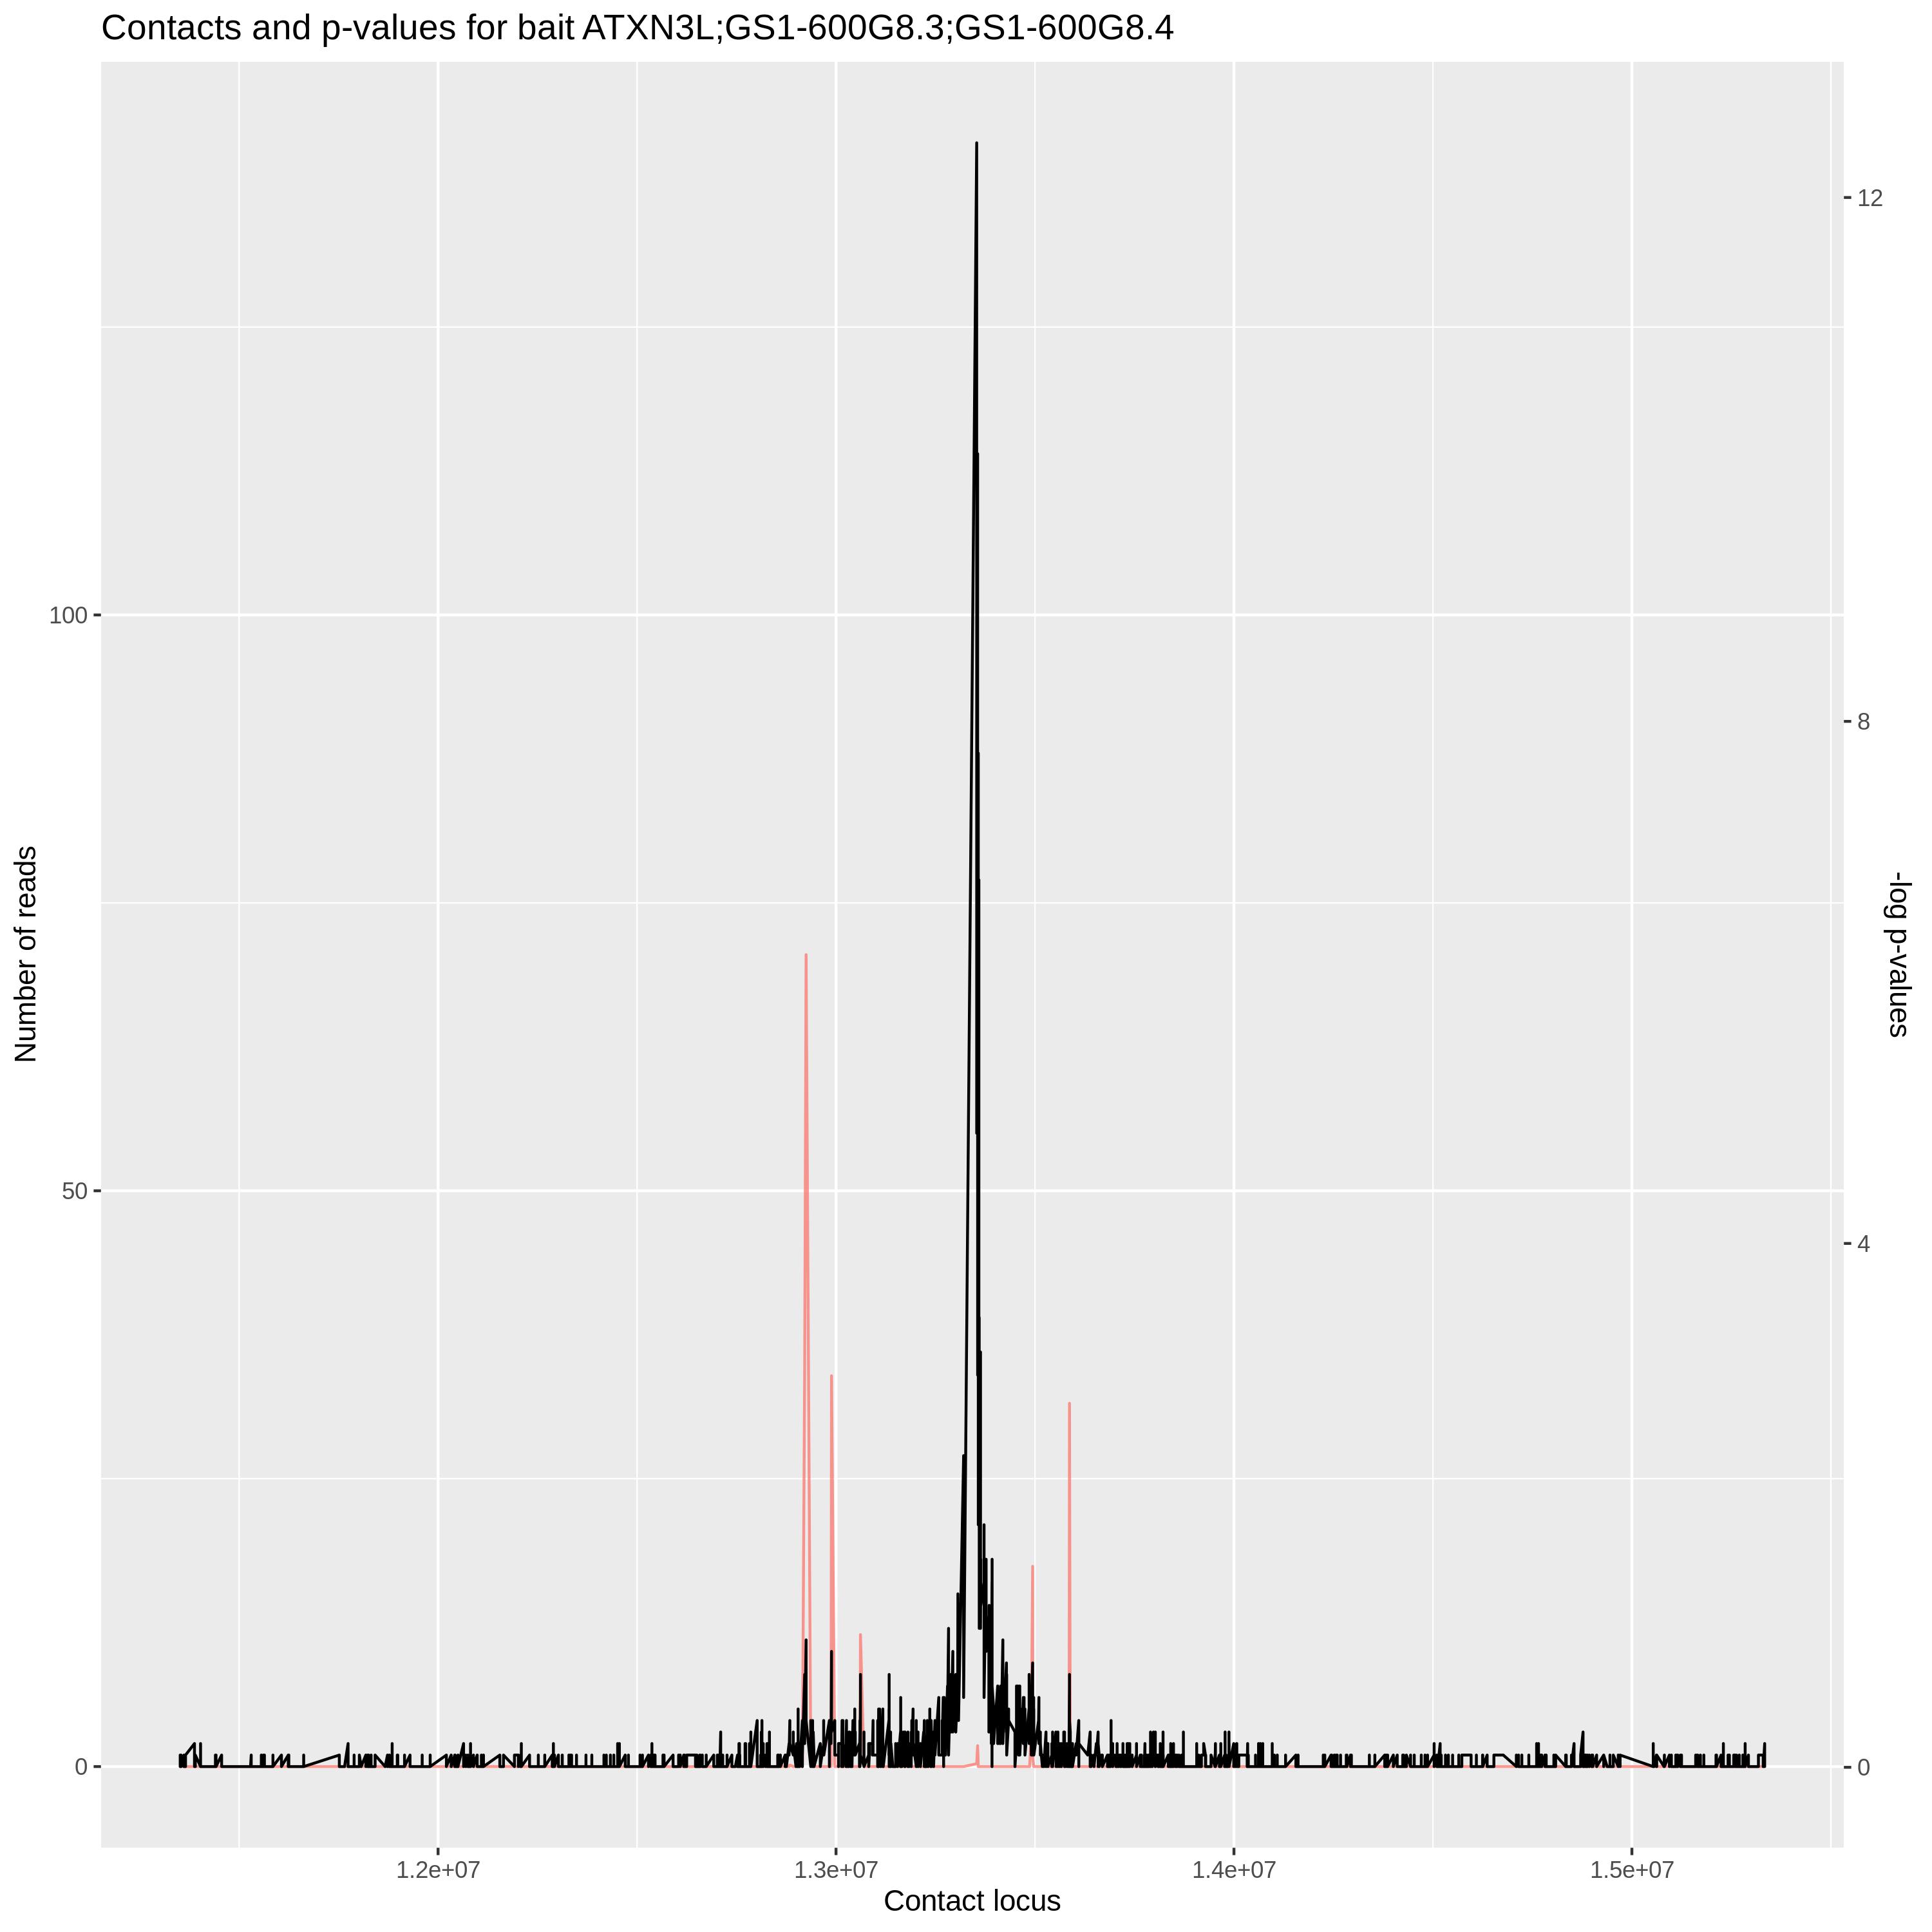 Contacts and p-values for bait ATXN3L;GS1-600G8.3;GS1-600G8.4
12
100
8
Number of reads
-log p-values
50
4
0
0
1.2e+07
1.3e+07
1.4e+07
1.5e+07
Contact locus